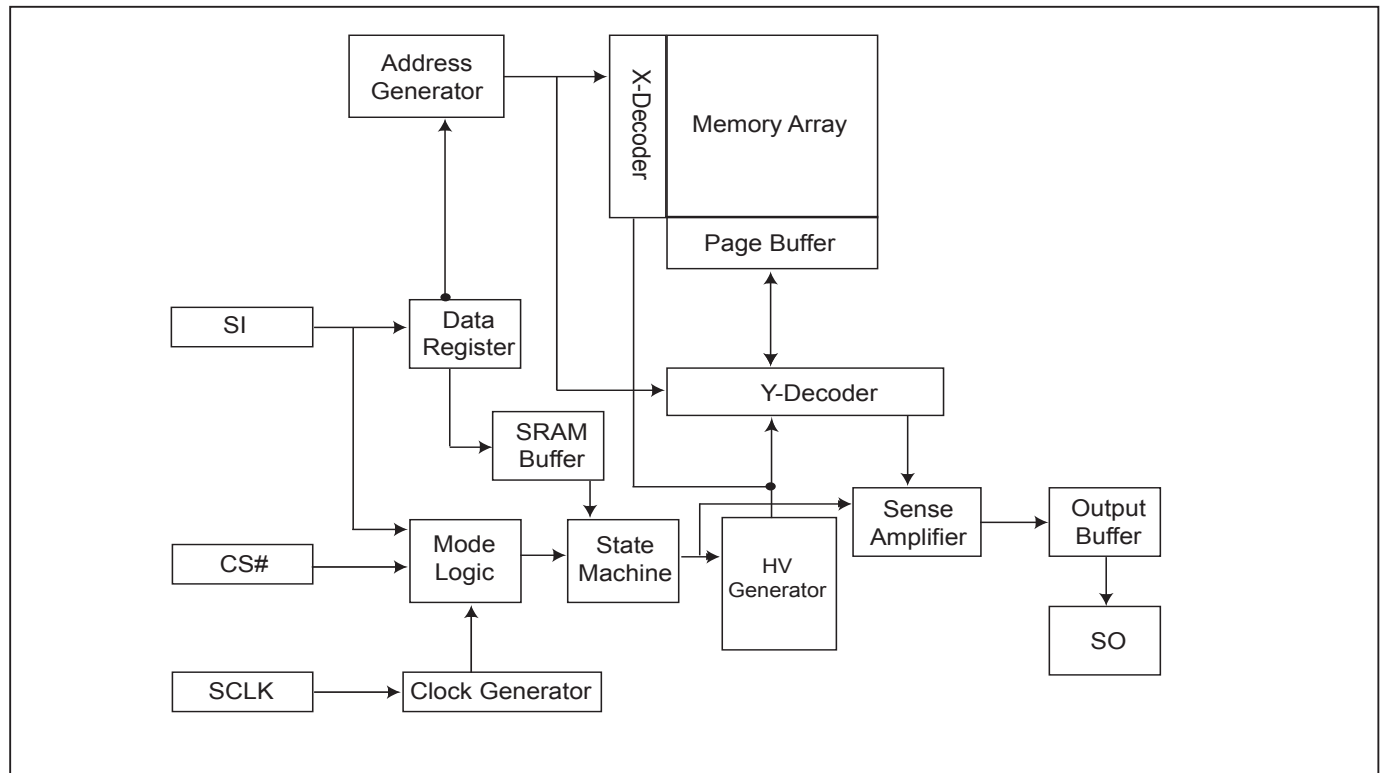 Address
Generator
X-Decoder
Memory Array
Page Buffer
SI
Data
Register
Y-Decoder
SRAM
Buffer
Sense
Amplifier
Output
Buffer
CS#
Mode
Logic
State
Machine
HV
Generator
SO
SCLK
Clock Generator